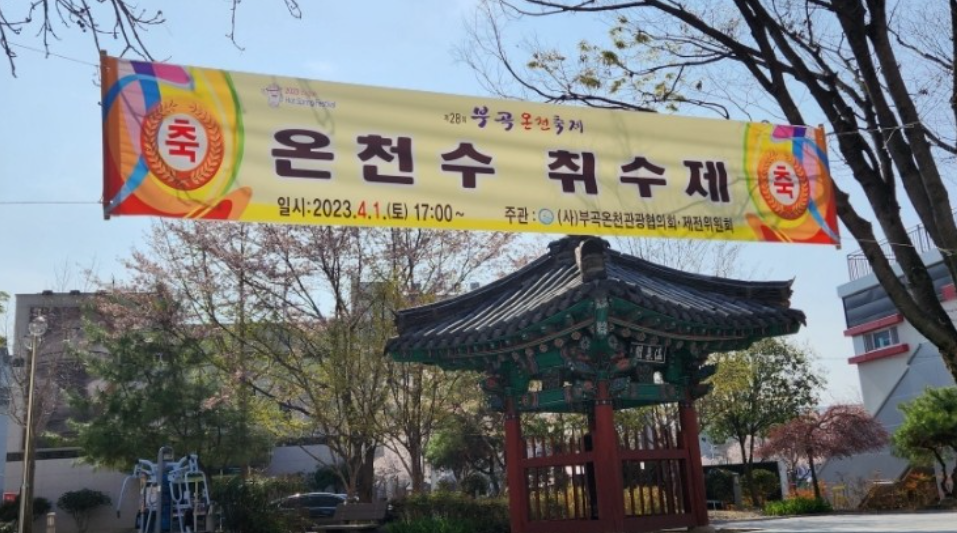 제28회 부곡온천축제
축 온천수 취수제 축
일시:2023.4.1.(토) 17:00~ 주관: (사)부곡온천관광협의회·제전위원회